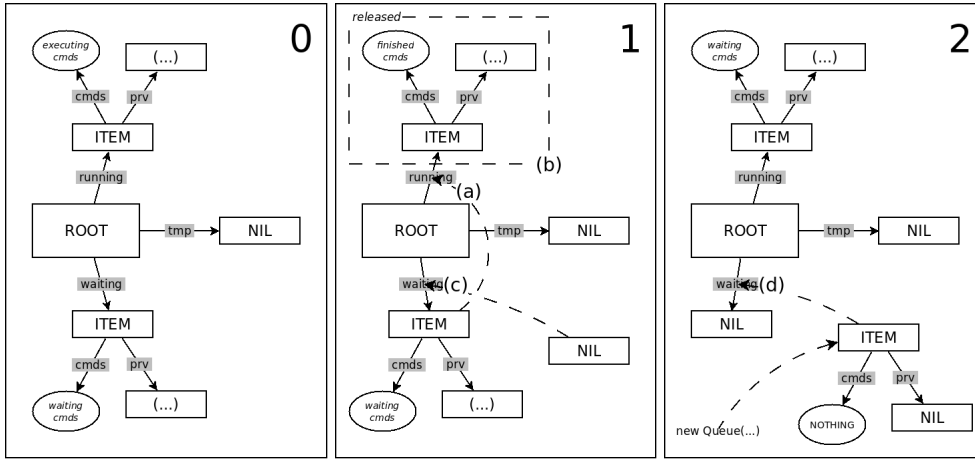 0
executing
cmds
(...)
cmds
prv
ITEM
running
ROOT
tmp
NIL
waiting
ITEM
cmds
prv
waiting
cmds
(...)
released
1
finished
cmds
(...)
cmds
prv
ITEM
(b)
running
(a)
ROOT
tmp
NIL
waiting
(c)
ITEM
NIL
cmds
prv
waiting
cmds
(...)
2
waiting
cmds
(...)
cmds
prv
ITEM
running
ROOT
tmp
NIL
waiting
(d)
NIL
ITEM
cmds
prv
new Queue(...)
NOTHING
NIL